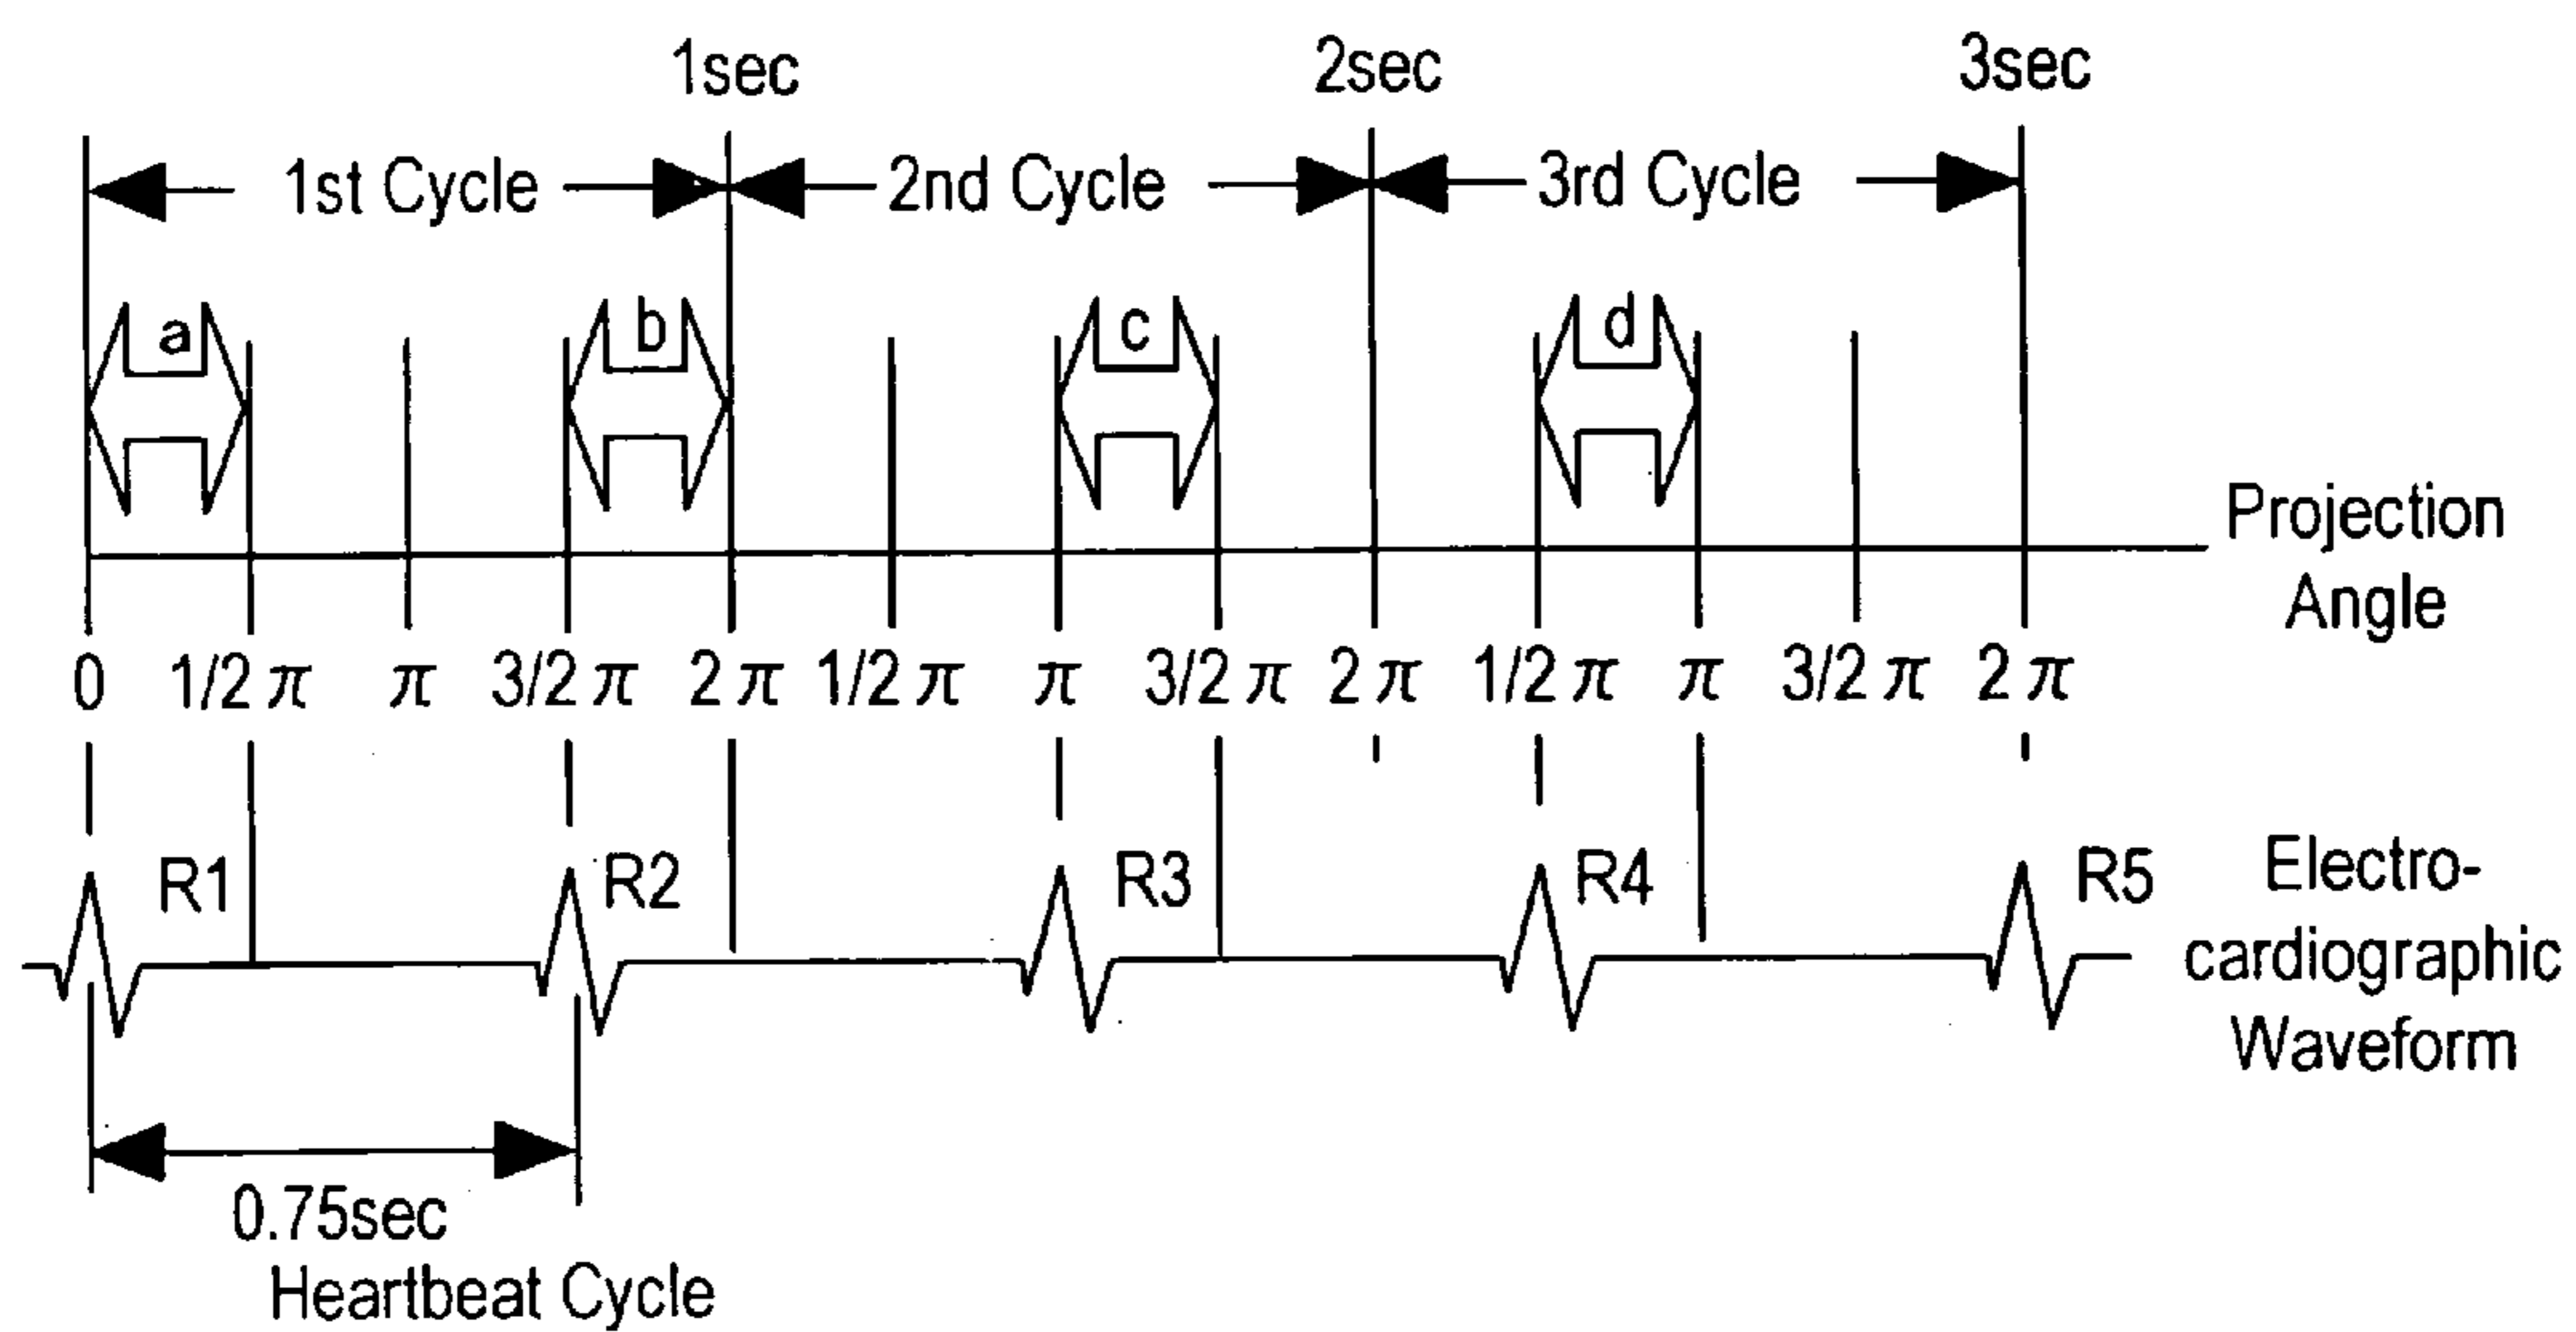 1sec 2sec 3sec
1st Cycle 2nd Cycle 3rd Cycle
a b c d
Projection
Angle
0 1/2 π π 3/2 π 2 π 1/2 π π 3/2 π 2 π 1/2 π π 3/2 π 2 π
R1 R2 R3 R4 R5
Electro-
cardiographic
Waveform
0.75sec
Heartbeat Cycle